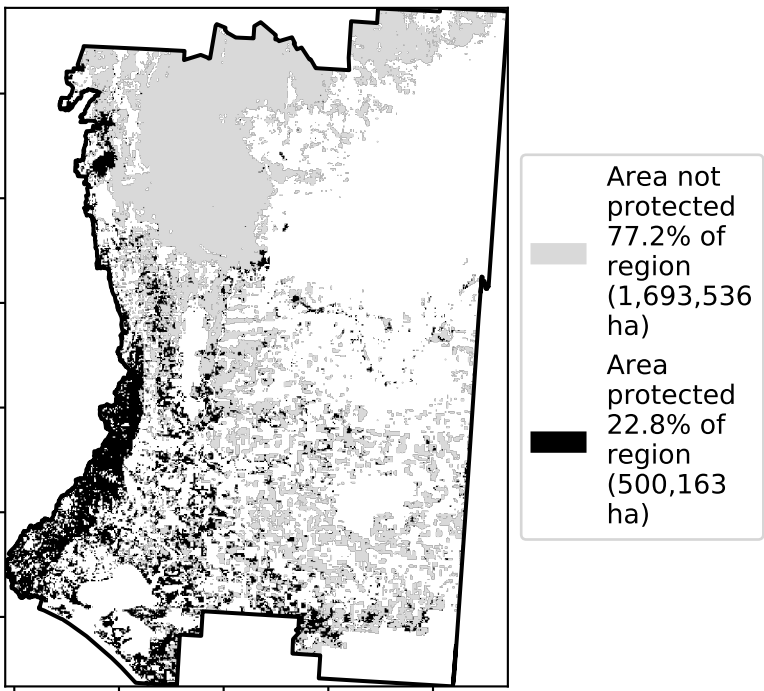 Area not
protected
77.2% of
region
(1,693,536
ha)
Area
protected
22.8% of
region
(500,163
ha)